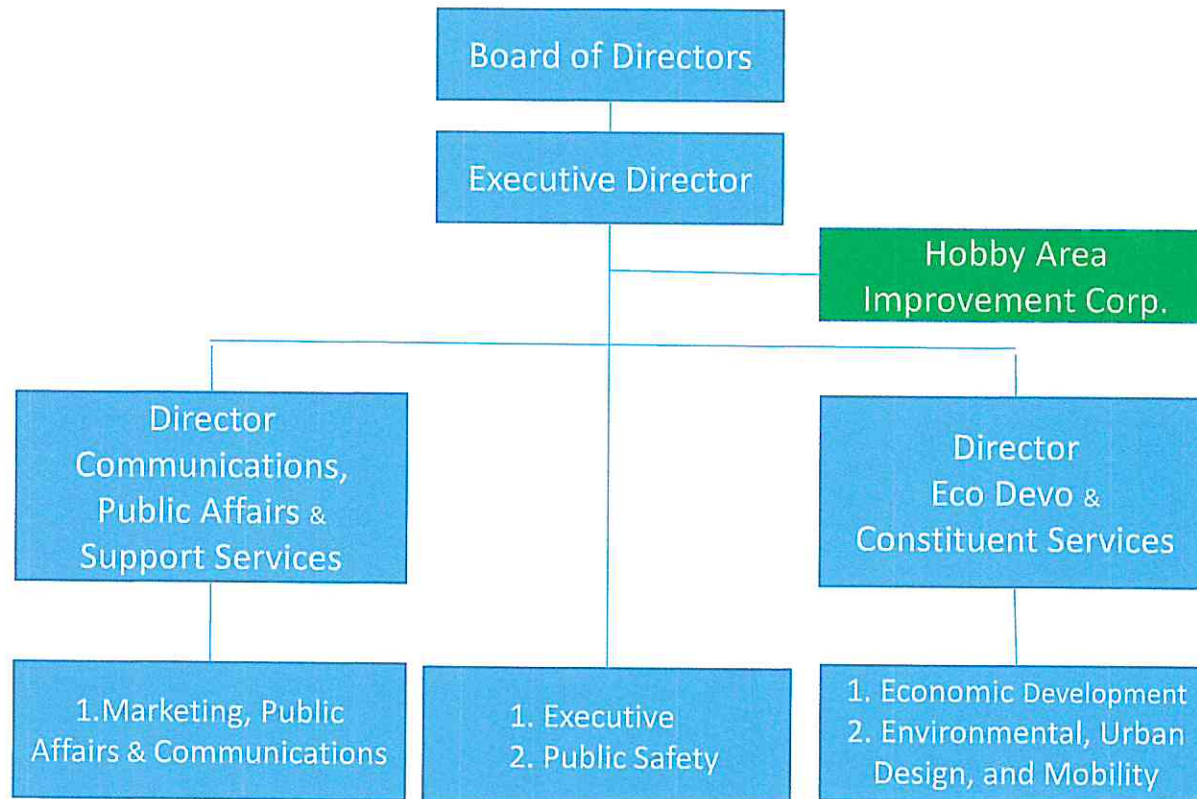 Board of Directors
Executive Director
Hobby Area
Improvement Corp.
Director
Communications,
Public Affairs &
Support Services
Director
Eco Devo &
Constituent Services
1.Marketing, Public
Affairs & Communications
1. Executive
2. Public Safety
1. Economic Development
2. Environmental, Urban
Design, and Mobility